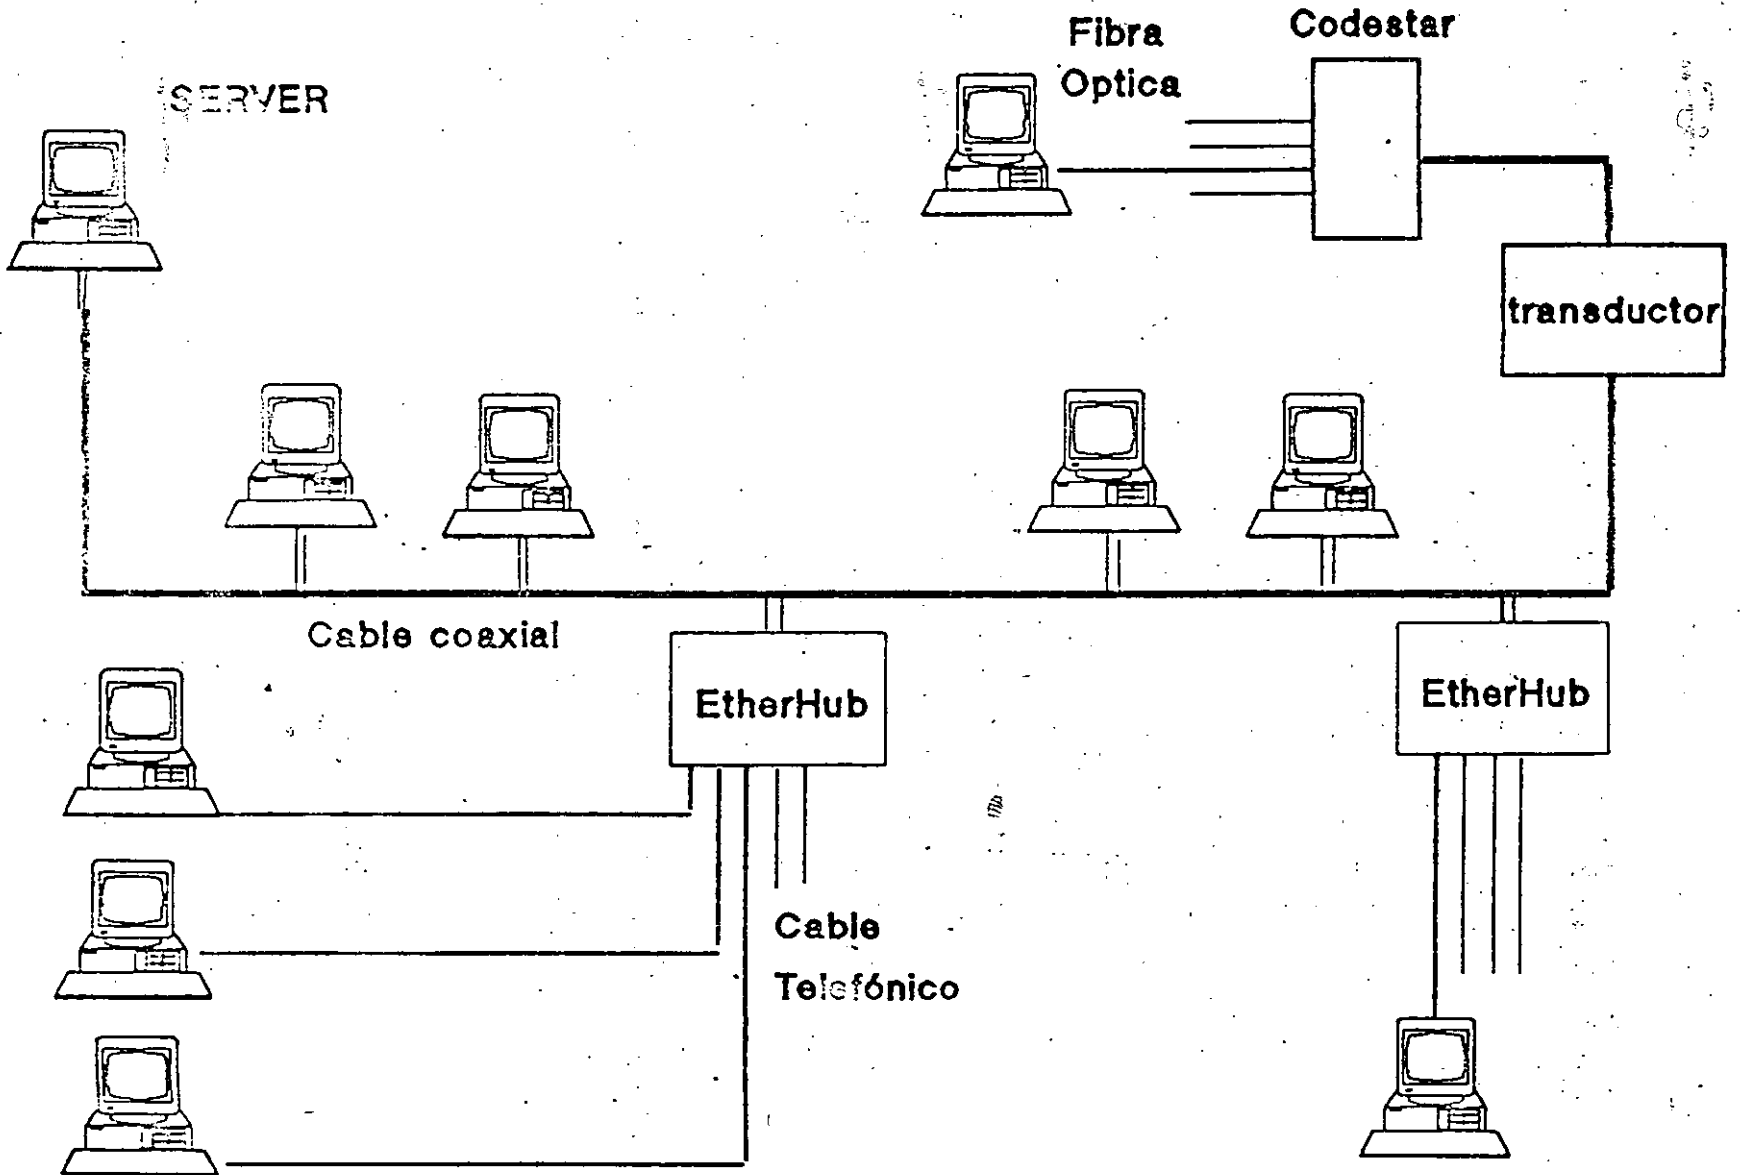 Fibra
Optica
Codestar
SERVER
transductor
Cable coaxial
EtherHub
EtherHub
Cable
Telefónico